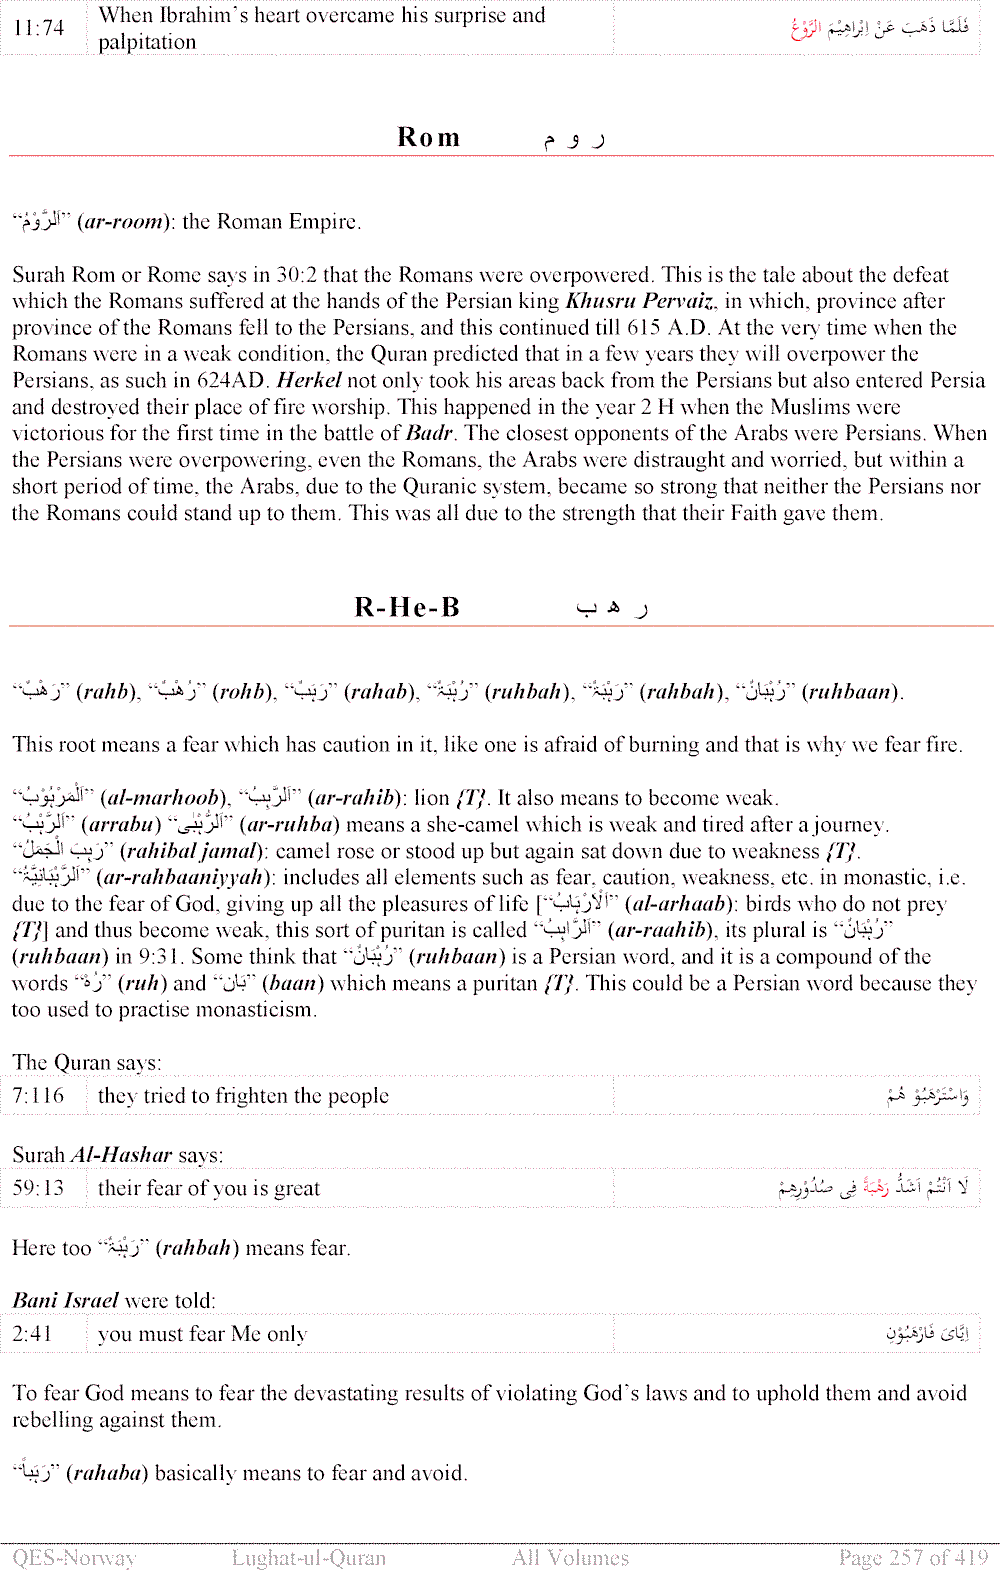 11:74 When Ibrahim's heart overcame his surprise and فَلَمَّا ذَهَبَ عَنْ اِبْرَاهِيْمَ الرَّوْعُ
palpitation
Rom ر و م
“اَلرُّوْمُ” (ar-room): the Roman Empire.
Surah Rom or Rome says in 30:2 that the Romans were overpowered. This is the tale about the defeat
which the Romans suffered at the hands of the Persian king Khusru Pervaiz, in which, province after
province of the Romans fell to the Persians, and this continued till 615 A.D. At the very time when the
Romans were in a weak condition, the Quran predicted that in a few years they will overpower the
Persians, as such in 624AD. Herkel not only took his areas back from the Persians but also entered Persia
and destroyed their place of fire worship. This happened in the year 2 H when the Muslims were
victorious for the first time in the battle of Badr. The closest opponents of the Arabs were Persians. When
the Persians were overpowering, even the Romans, the Arabs were distraught and worried, but within a
short period of time, the Arabs, due to the Quranic system, became so strong that neither the Persians nor
the Romans could stand up to them. This was all due to the strength that their Faith gave them.
R-He-B ر ھ ب
“رَھْبٌ” (rahb), “رُھْبٌ” (rohb), “رَہَبٌ” (rahab), “رُہْبَۃٌ” (ruhbah), “رَہْبَۃٌ” (rahbah), “رُہْبَانٌ” (ruhbaan).
This root means a fear which has caution in it, like one is afraid of burning and that is why we fear fire.
“اَلْمَرْہُوْبُ” (al-marhoob), “اَلرَّہِبُ” (ar-rahib): lion {T}. It also means to become weak.
“اَلرَّہْبُ” (arrabu) “اَلرُّہْبٰی” (ar-ruhba) means a she-camel which is weak and tired after a journey.
“رَہِبَ الْجَمَلُ” (rahibal jamal): camel rose or stood up but again sat down due to weakness {T}.
“اَلرَّہْبَانِیَّۃُ” (ar-rahbaaniyyah): includes all elements such as fear, caution, weakness, etc. in monastic, i.e.
due to the fear of God, giving up all the pleasures of life [“اَلْاَرْہَابُ” (al-arhaab): birds who do not prey
{T}] and thus become weak, this sort of puritan is called “اَلرَّاہِبُ” (ar-raahib), its plural is “رُہْبَانٌ”
(ruhbaan) in 9:31. Some think that “رُہْبَانٌ” (ruhbaan) is a Persian word, and it is a compound of the
words “رُہْ” (ruh) and “بَان” (baan) which means a puritan {T}. This could be a Persian word because they
too used to practise monasticism.
The Quran says:
7:116 they tried to frighten the people وَاسْتَرْھَبُوْ ھُمْ
Surah Al-Hashar says:
59:13 their fear of you is great لَا اَنْتُمْ اَشَدُّ رَھْبَةً فِی صُدُوْرِھِمْ
Here too “رَہْبَۃٌ” (rahbah) means fear.
Bani Israel were told:
2:41 you must fear Me only اِيَّایَ فَارْھَبُوْنِ
To fear God means to fear the devastating results of violating God's laws and to uphold them and avoid
rebelling against them.
“رَہَباً” (rahaba) basically means to fear and avoid.
QES-Norway Lughat-ul-Quran All Volumes Page 257 of 419